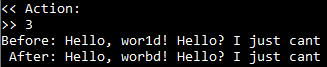 << Action:
>> 3
Before: Hello, wor1d! Hello? I just cant
After: Hello, worbd! Hello? I just cant